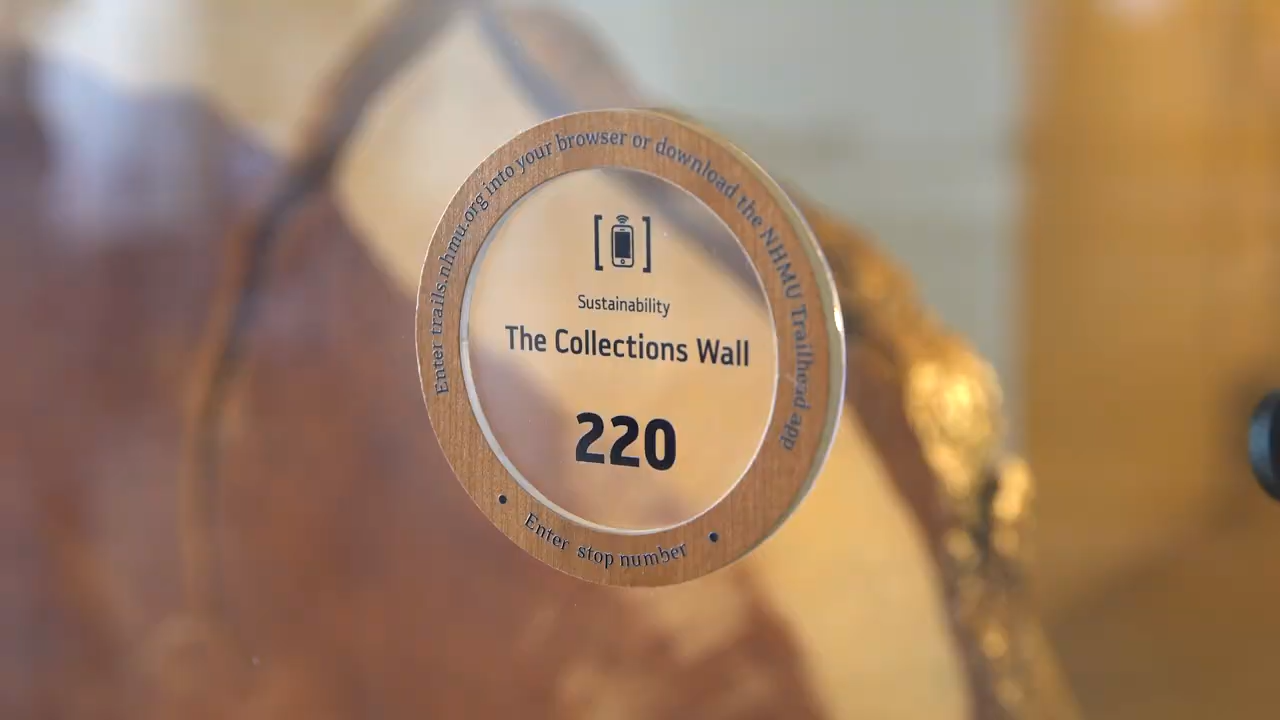 Enter trails.nhmu.org into your browser or download the NHMU Trailhead app
Sustainability
The Collections Wall
220
• Enter stop number •